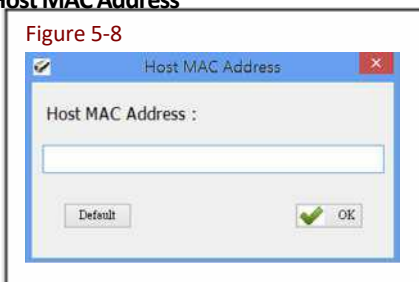 Host MAC Address
Figure 5-8
Host MAC Address
Host MAC Address :
Default
OK